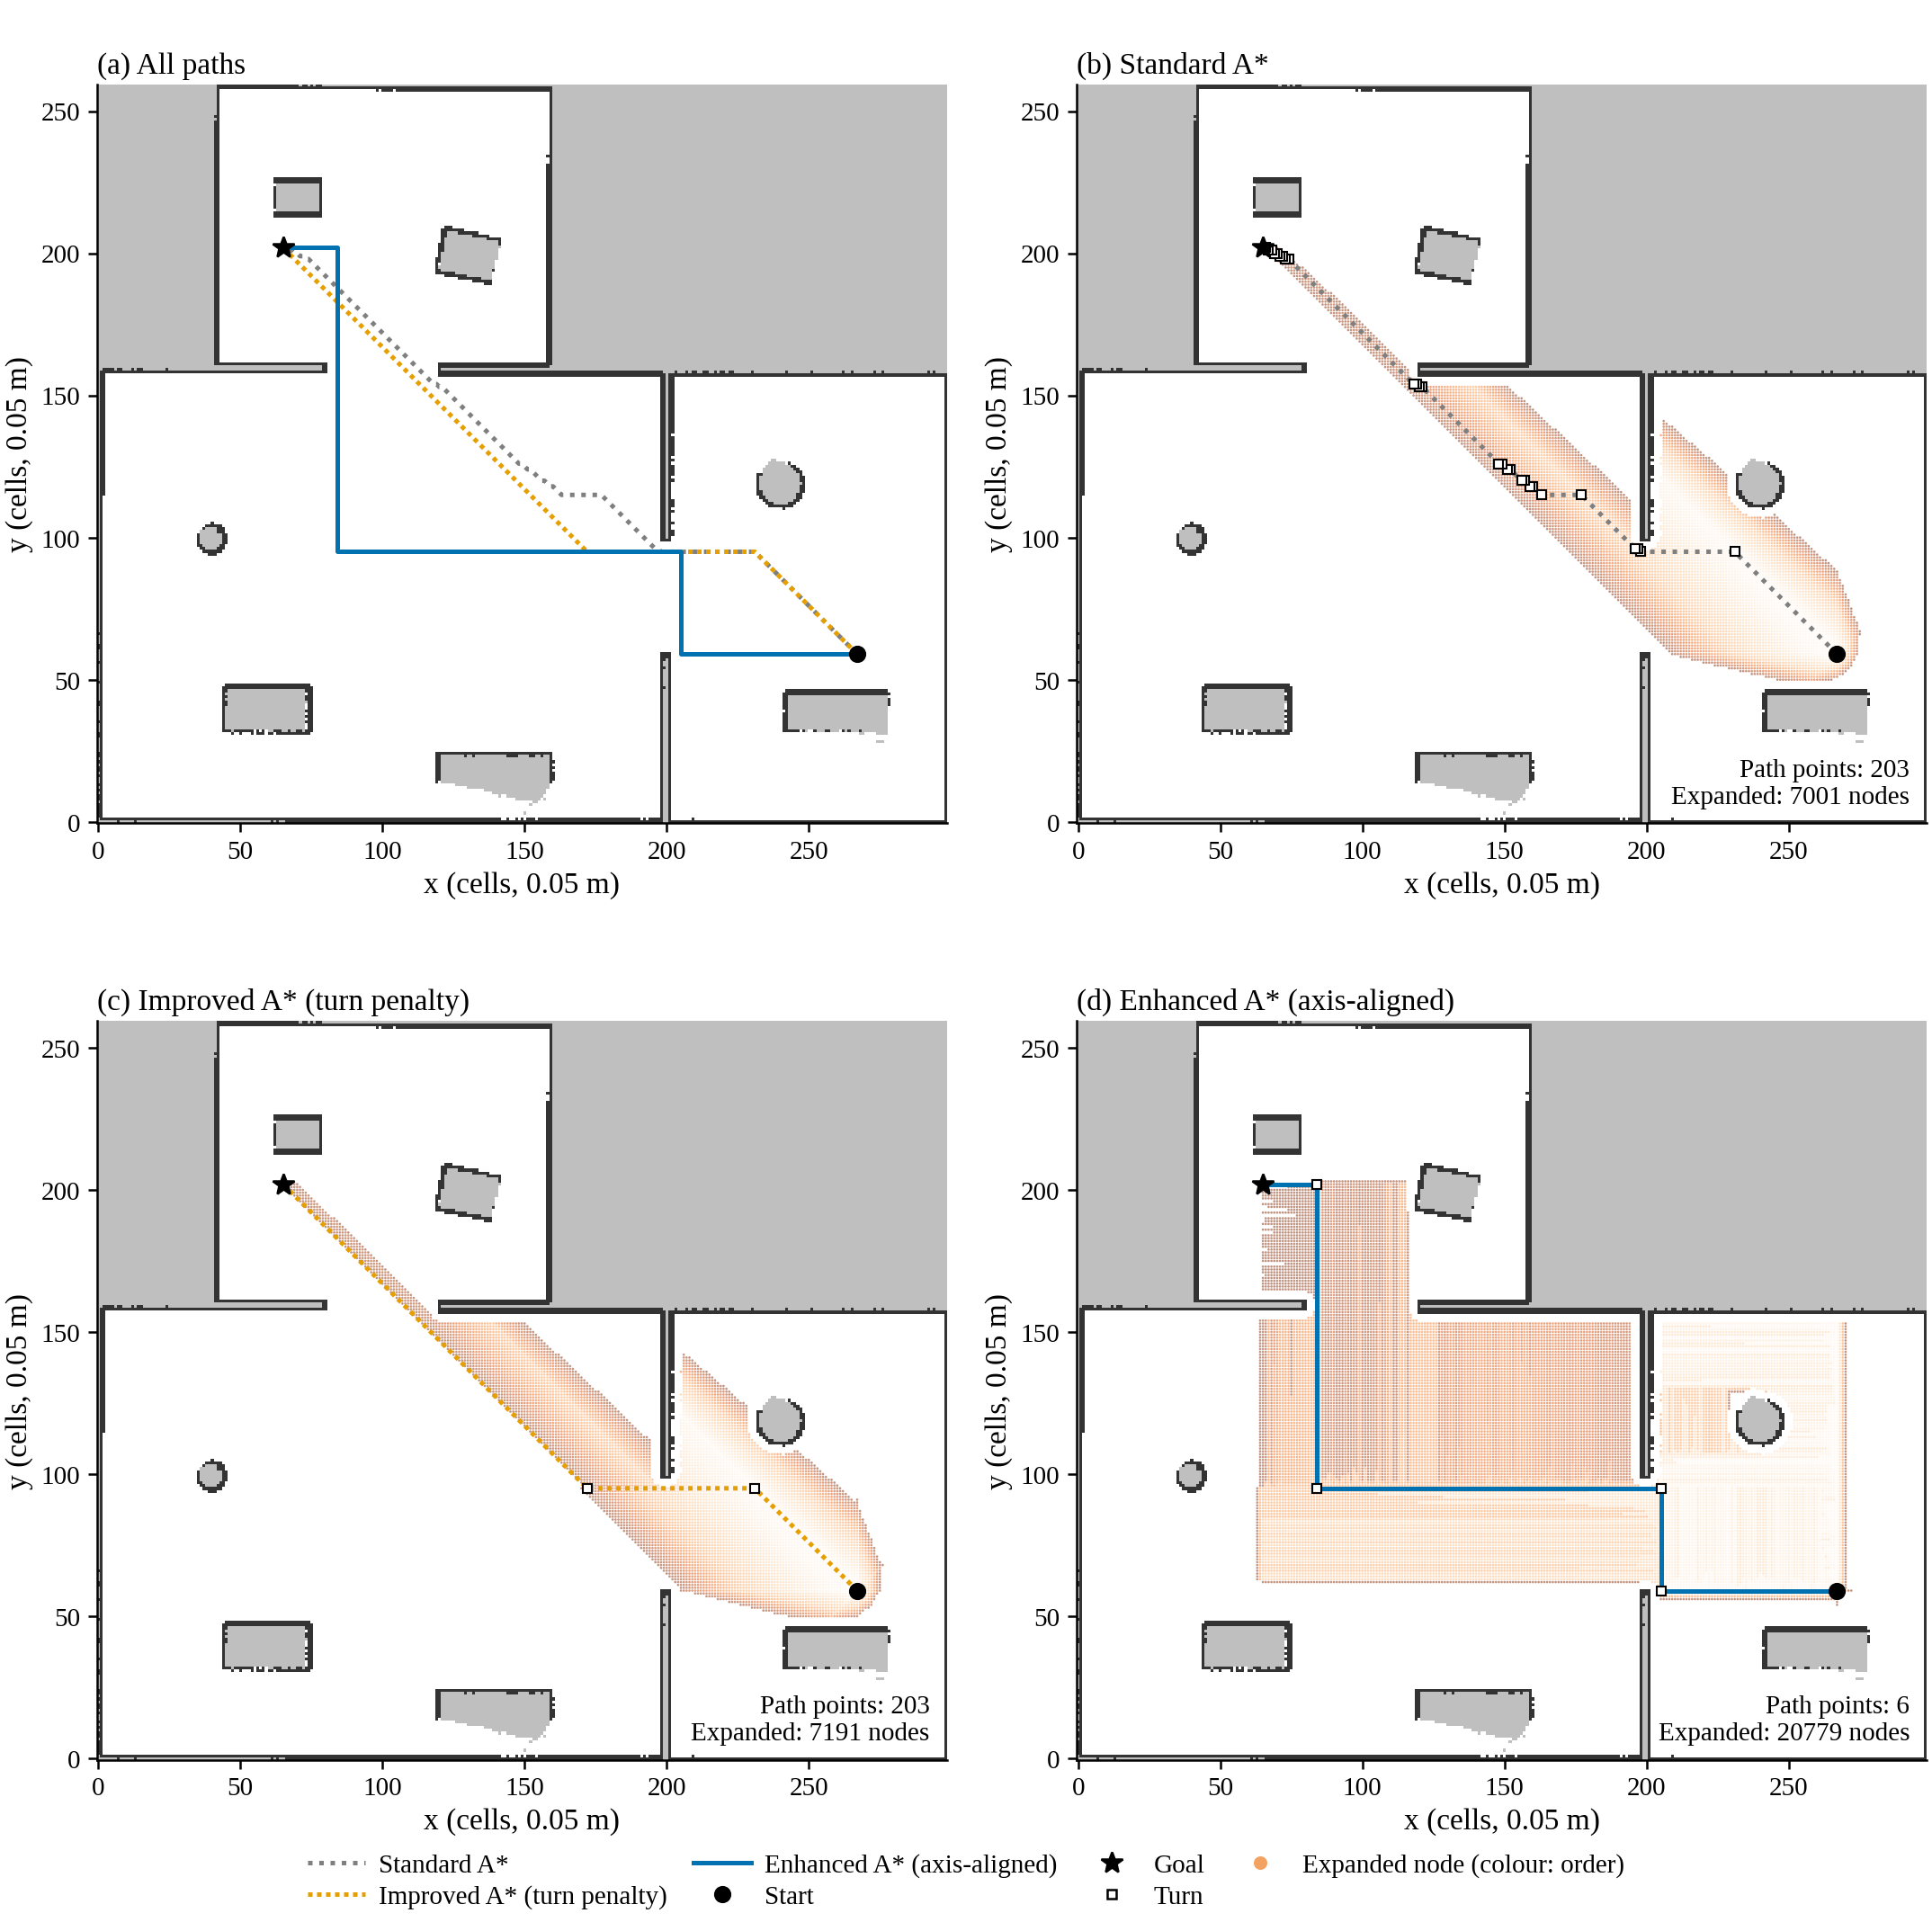 (a) All paths
(b) Standard A*
250
200
150
100
50
0
y (cells, 0.05 m)
0 50 100 150 200 250
x (cells, 0.05 m)
250
200
150
100
50
0
y (cells, 0.05 m)
Path points: 203
Expanded: 7001 nodes
0 50 100 150 200 250
x (cells, 0.05 m)
(c) Improved A* (turn penalty)
(d) Enhanced A* (axis-aligned)
250
200
150
100
50
0
y (cells, 0.05 m)
Path points: 203
Expanded: 7191 nodes
0 50 100 150 200 250
x (cells, 0.05 m)
250
200
150
100
50
0
y (cells, 0.05 m)
Path points: 6
Expanded: 20779 nodes
0 50 100 150 200 250
x (cells, 0.05 m)
Standard A*
Improved A* (turn penalty)
Enhanced A* (axis-aligned)
Start
Goal
Turn
Expanded node (colour: order)